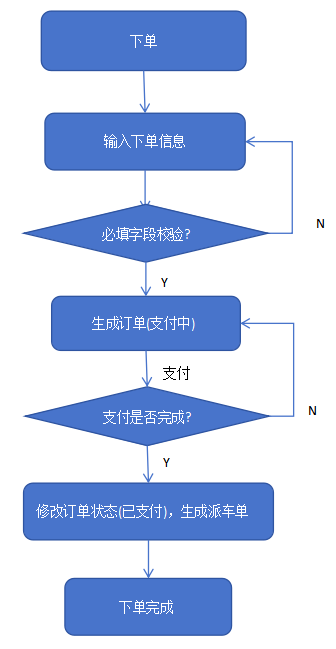 下单
输入下单信息
必填字段校验?
N
Y
生成订单(支付中)
支付
支付是否完成?
N
Y
修改订单状态(已支付)，生成派车单
下单完成